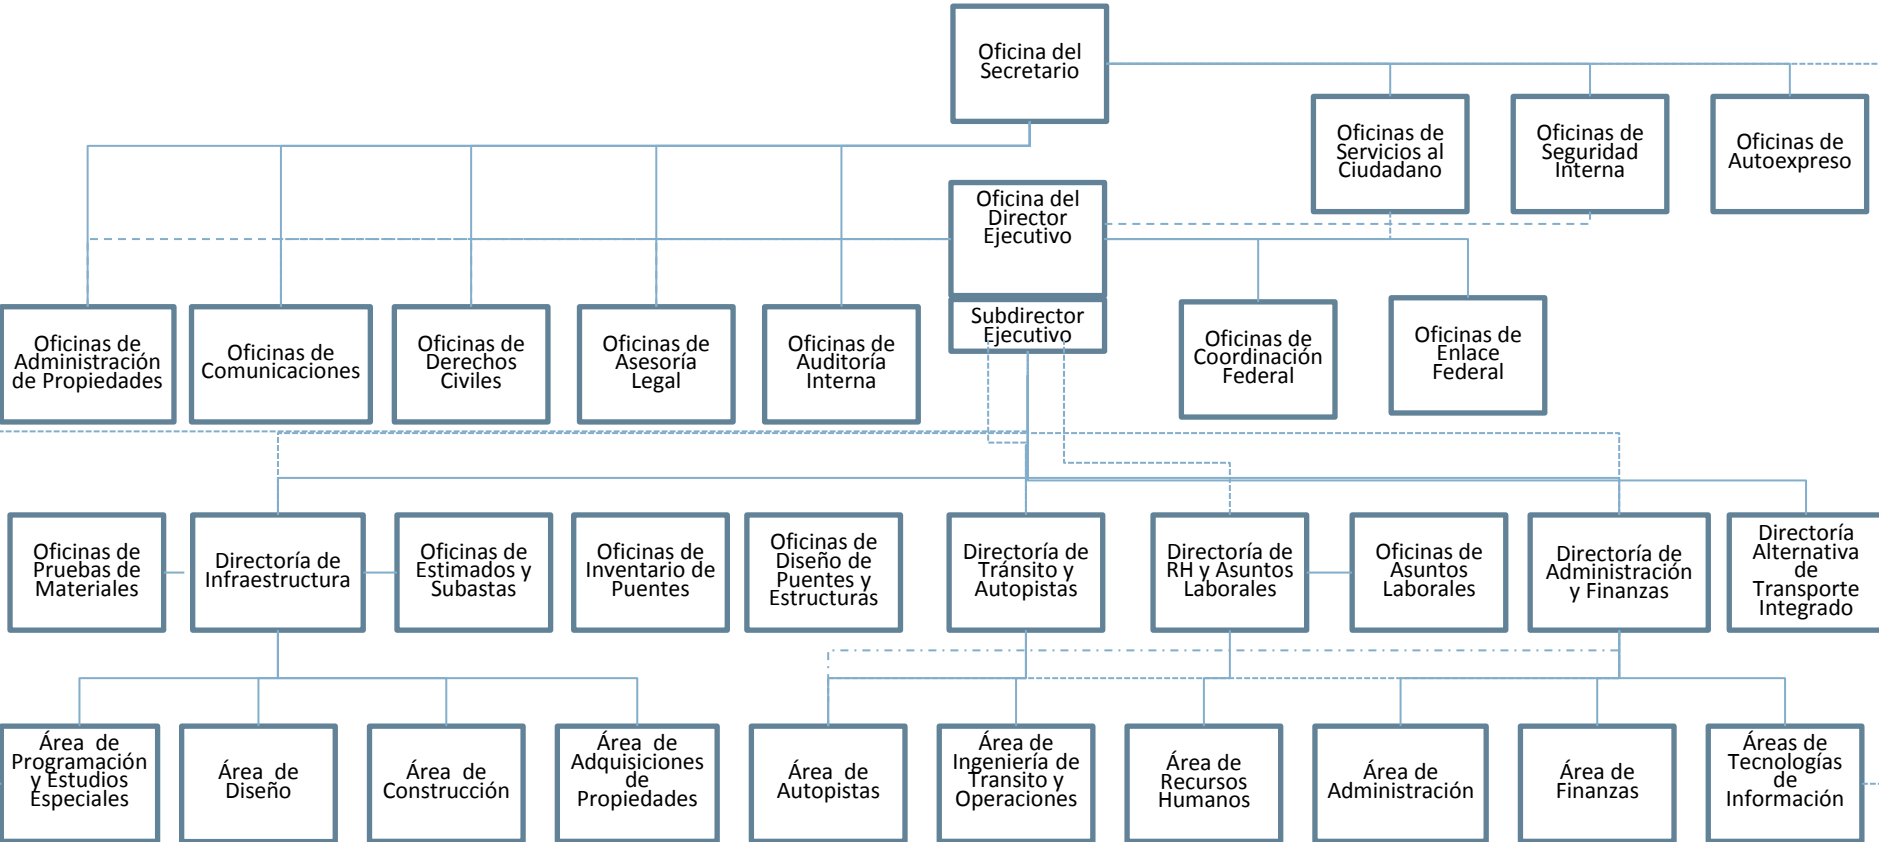 Oficina del
Secretario
Oficinas de
Servicios al
Ciudadano
Oficinas de
Seguridad
Interna
Oficinas de
Autoexpreso
Oficina del
Director
Ejecutivo
Subdirector
Ejecutivo
Oficinas de
Administración
de Propiedades
Oficinas de
Comunicaciones
Oficinas de
Derechos
Civiles
Oficinas de
Asesoría
Legal
Oficinas de
Auditoría
Interna
Oficinas de
Coordinación
Federal
Oficinas de
Enlace
Federal
Oficinas de
Pruebas de
Materiales
Directoría de
Infraestructura
Oficinas de
Estimados y
Subastas
Oficinas de
Inventario de
Puentes
Oficinas de
Diseño de
Puentes y
Estructuras
Directoría de
Tránsito y
Autopistas
Directoría de
RH y Asuntos
Laborales
Oficinas de
Asuntos
Laborales
Directoría de
Administración
y Finanzas
Directoría
Alternativa
de
Transporte
Integrado
Área de
Programación
y Estudios
Especiales
Área de
Diseño
Área de
Construcción
Área de
Adquisiciones
de
Propiedades
Área de
Autopistas
Área de
Ingeniería de
Transito y
Operaciones
Área de
Recursos
Humanos
Área de
Administración
Área de
Finanzas
Áreas de
Tecnologías
de
Información